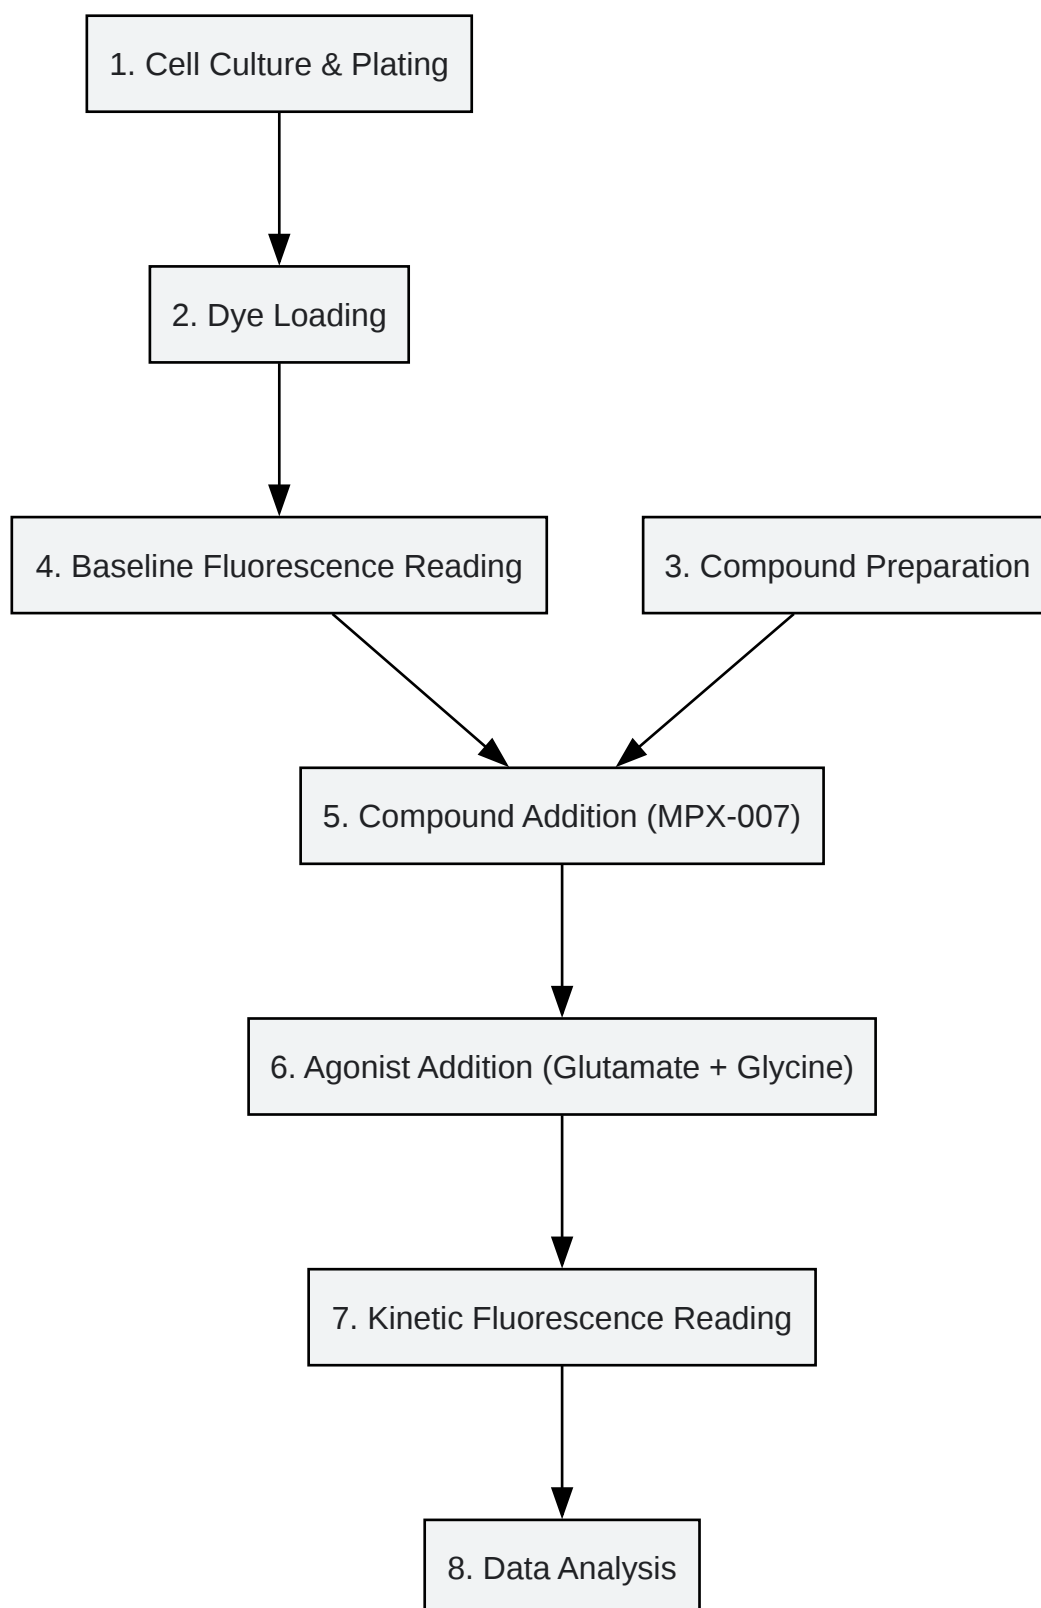 1. Cell Culture & Plating
2. Dye Loading
4. Baseline Fluorescence Reading
3. Compound Preparation
5. Compound Addition (MPX-007)
6. Agonist Addition (Glutamate + Glycine)
7. Kinetic Fluorescence Reading
8. Data Analysis